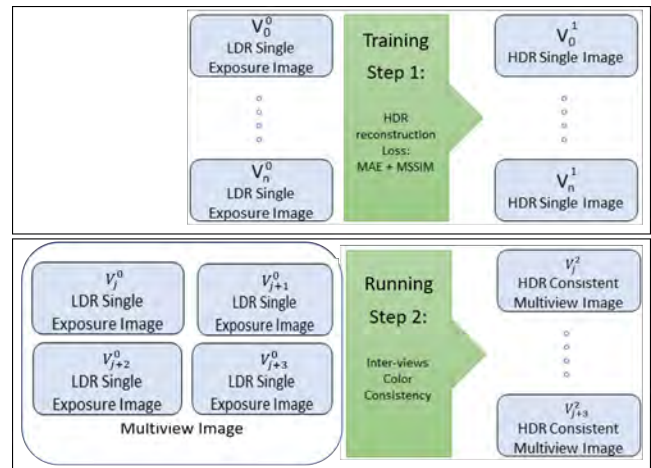 V_0^0
LDR Single
Exposure Image
V_n^0
LDR Single
Exposure Image
Training
Step 1:
HDR
reconstruction
Loss:
MAE + MSSIM
V_0^1
HDR Single Image
V_n^1
HDR Single Image
V_j^0
LDR Single
Exposure Image
V_{j+1}^0
LDR Single
Exposure Image
V_{j+2}^0
LDR Single
Exposure Image
V_{j+3}^0
LDR Single
Exposure Image
Multiview Image
Running
Step 2:
Inter-views
Color
Consistency
V_j^2
HDR Consistent
Multiview Image
V_{j+3}^2
HDR Consistent
Multiview Image